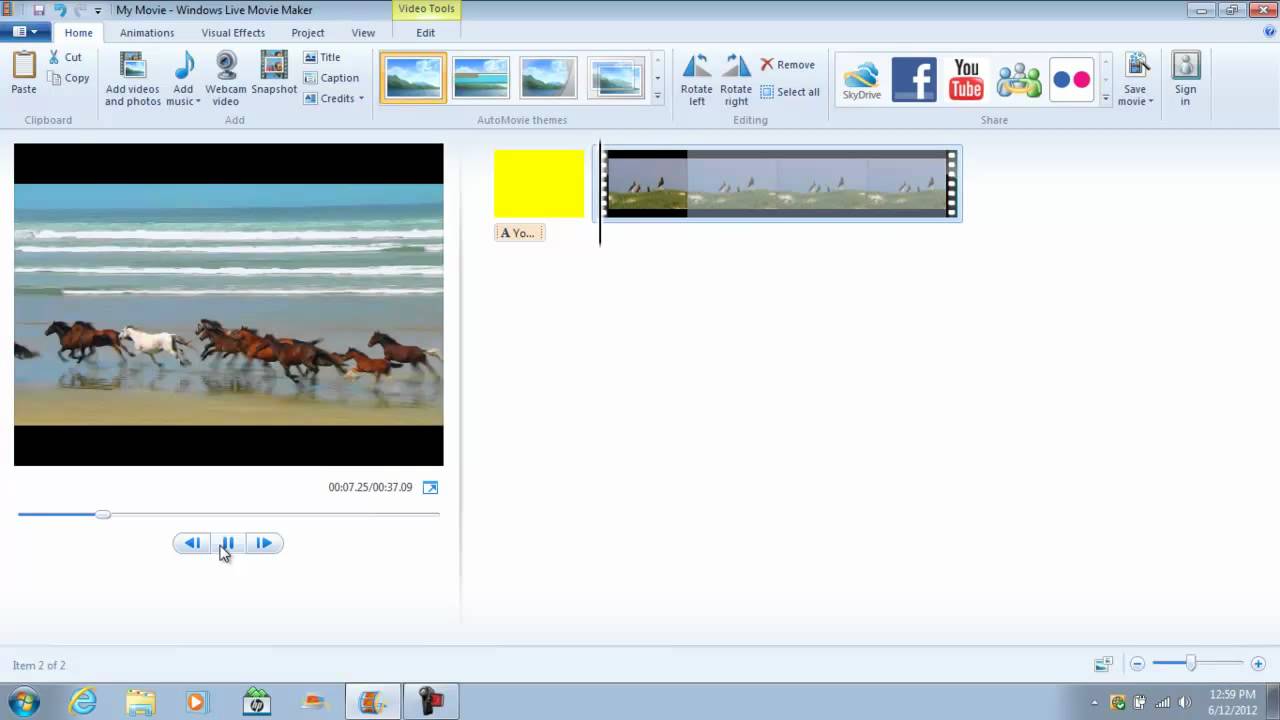 My Movie - Windows Live Movie Maker
Video Tools
Home Animations Visual Effects Project View Edit
Paste
Cut
Copy
Clipboard
Add videos
and photos
Add
music
Webcam
video
Snapshot
Title
Caption
Credits
Add
AutoMovie themes
Rotate
left
Rotate
right
Remove
Select all
Editing
SkyDrive
f
You
Tube
Share
Save
movie
Sign
in
A Yo...
00:07.25/00:37.09
Item 2 of 2
hp
12:59 PM
6/12/2012